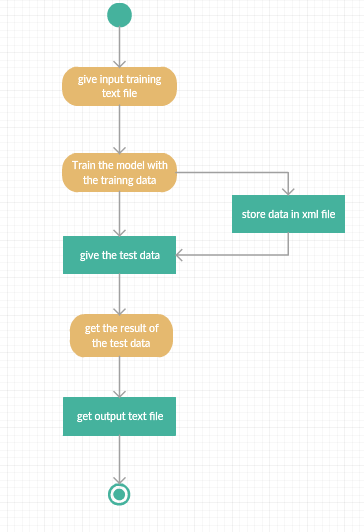 give input training
text file
Train the model with
the trainng data
store data in xml file
give the test data
get the result of
the test data
get output text file